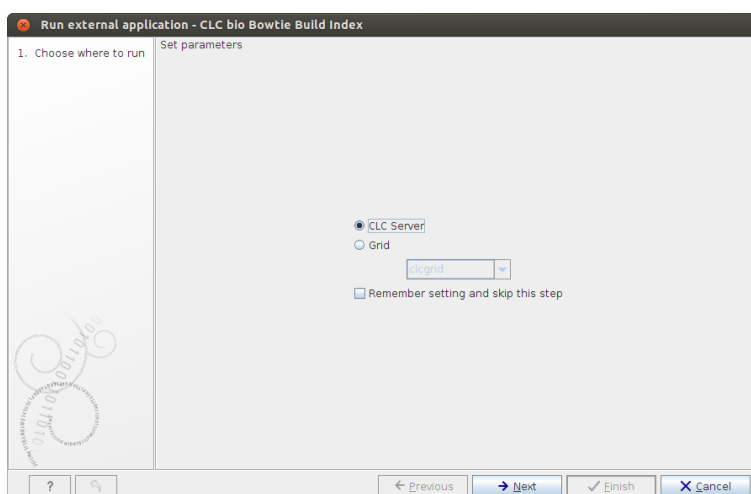 Run external application - CLC bio Bowtie Build Index
1. Choose where to run
Set parameters
CLC Server
Grid
clcgrid
Remember setting and skip this step
?
Previous
Next
Finish
Cancel